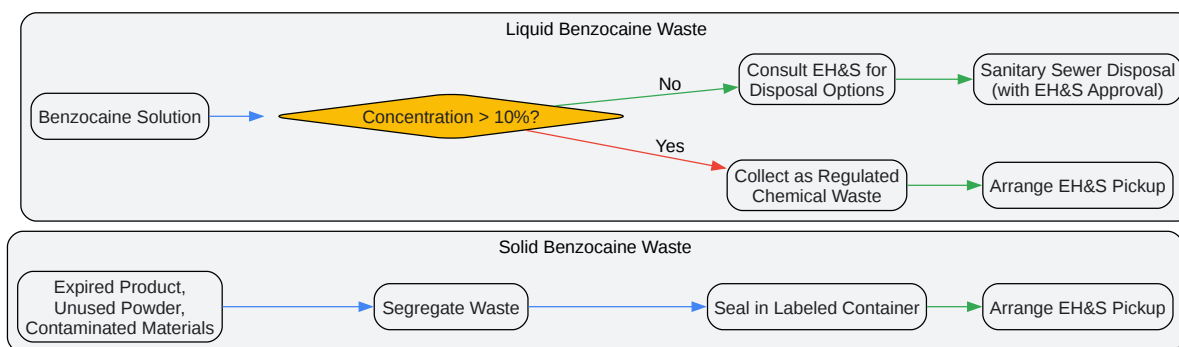 Liquid Benzocaine Waste
Benzocaine Solution
Concentration > 10%?
No
Consult EH&S for
Disposal Options
Sanitary Sewer Disposal
(with EH&S Approval)
Yes
Collect as Regulated
Chemical Waste
Arrange EH&S Pickup
Solid Benzocaine Waste
Expired Product,
Unused Powder,
Contaminated Materials
Segregate Waste
Seal in Labeled Container
Arrange EH&S Pickup